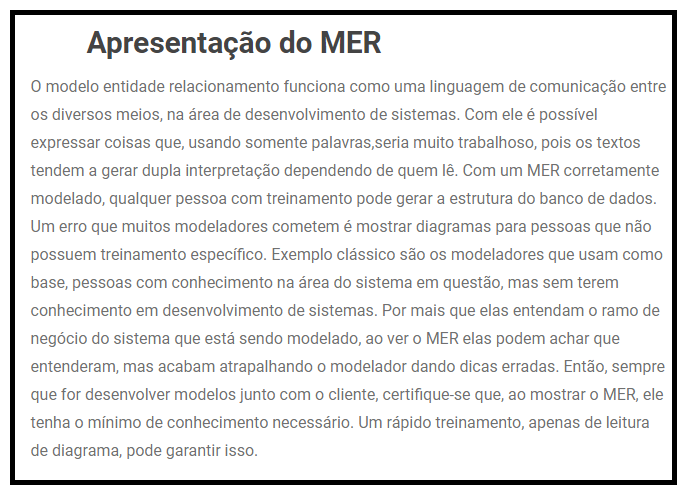 Apresentação do MER
O modelo entidade relacionamento funciona como uma linguagem de comunicação entre
os diversos meios, na área de desenvolvimento de sistemas. Com ele é possível
expressar coisas que, usando somente palavras,seria muito trabalhoso, pois os textos
tendem a gerar dupla interpretação dependendo de quem lê. Com um MER corretamente
modelado, qualquer pessoa com treinamento pode gerar a estrutura do banco de dados.
Um erro que muitos modeladores cometem é mostrar diagramas para pessoas que não
possuem treinamento específico. Exemplo clássico são os modeladores que usam como
base, pessoas com conhecimento na área do sistema em questão, mas sem terem
conhecimento em desenvolvimento de sistemas. Por mais que elas entendam o ramo de
negócio do sistema que está sendo modelado, ao ver o MER elas podem achar que
entenderam, mas acabam atrapalhando o modelador dando dicas erradas. Então, sempre
que for desenvolver modelos junto com o cliente, certifique-se que, ao mostrar o MER, ele
tenha o mínimo de conhecimento necessário. Um rápido treinamento, apenas de leitura
de diagrama, pode garantir isso.